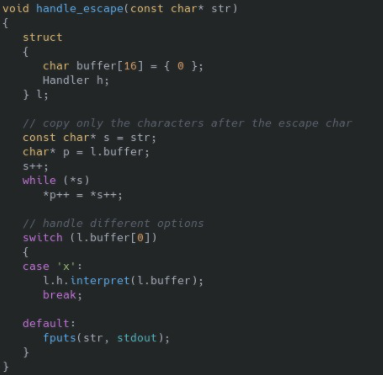 void handle_escape(const char* str)
{
   struct
   {
      char buffer[16] = { 0 };
      Handler h;
   } l;

   // copy only the characters after the escape char
   const char* s = str;
   char* p = l.buffer;
   s++;
   while (*s)
      *p++ = *s++;

   // handle different options
   switch (l.buffer[0])
   {
   case 'x':
      l.h.interpret(l.buffer);
      break;

   default:
      fputs(str, stdout);
   }
}